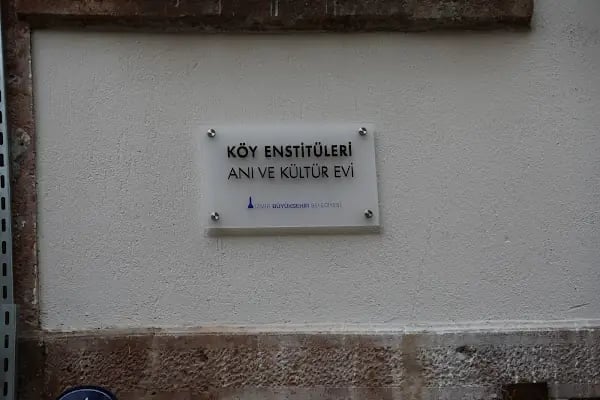 KÖY ENSTİTÜLERİ
ANI VE KÜLTÜR EVİ
İZMİR BÜYÜKŞEHİR BELEDİYESİ